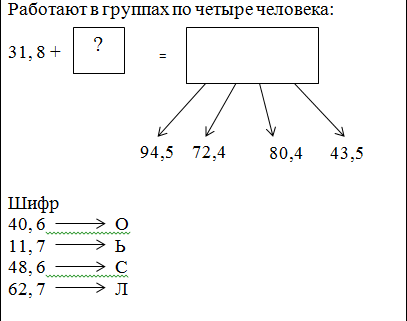 Работают в группах по четыре человека:
31, 8 + ? =
94,5 72,4 80,4 43,5
Шифр
40, 6 О
11, 7 Ь
48, 6 С
62, 7 Л